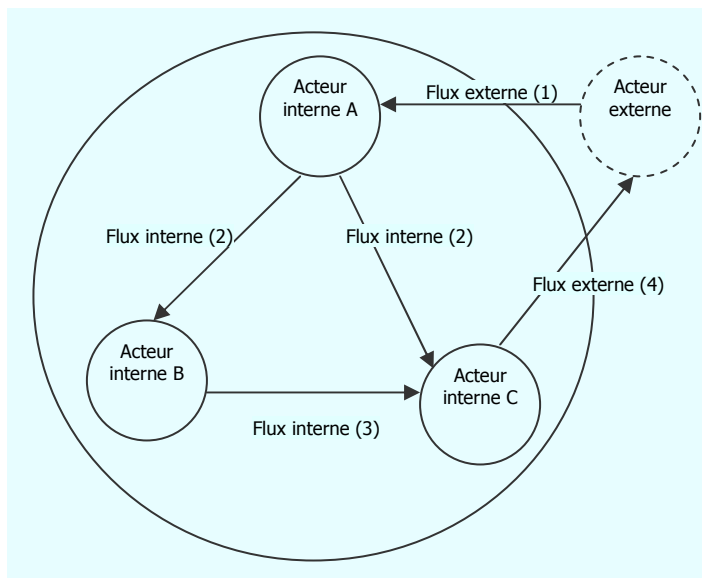 Acteur
interne A
Flux externe (1)
Acteur
externe
Flux interne (2)
Flux interne (2)
Flux externe (4)
Acteur
interne B
Acteur
interne C
Flux interne (3)